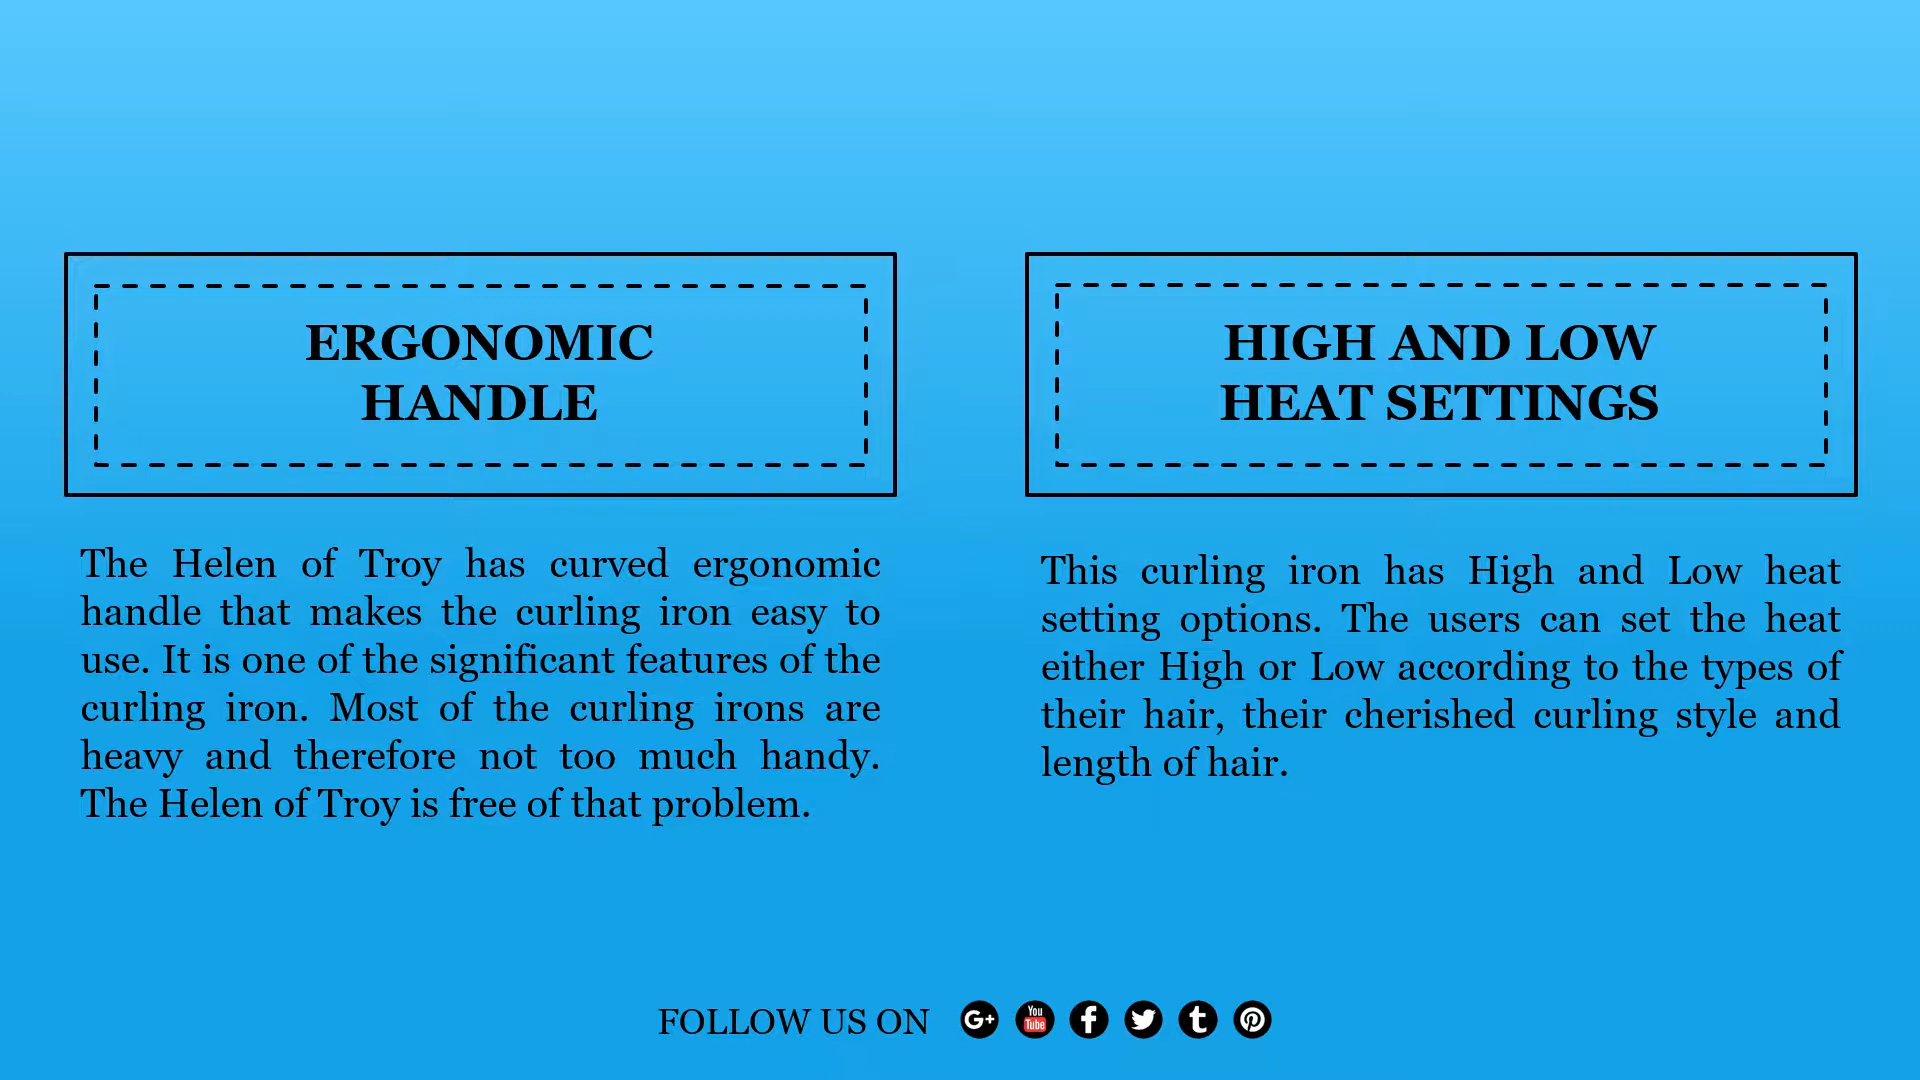 ERGONOMIC
HANDLE
The Helen of Troy has curved ergonomic
handle that makes the curling iron easy to
use. It is one of the significant features of the
curling iron. Most of the curling irons are
heavy and therefore not too much handy.
The Helen of Troy is free of that problem.
HIGH AND LOW
HEAT SETTINGS
This curling iron has High and Low heat
setting options. The users can set the heat
either High or Low according to the types of
their hair, their cherished curling style and
length of hair.
FOLLOW US ON
G+
You
Tube
f
t